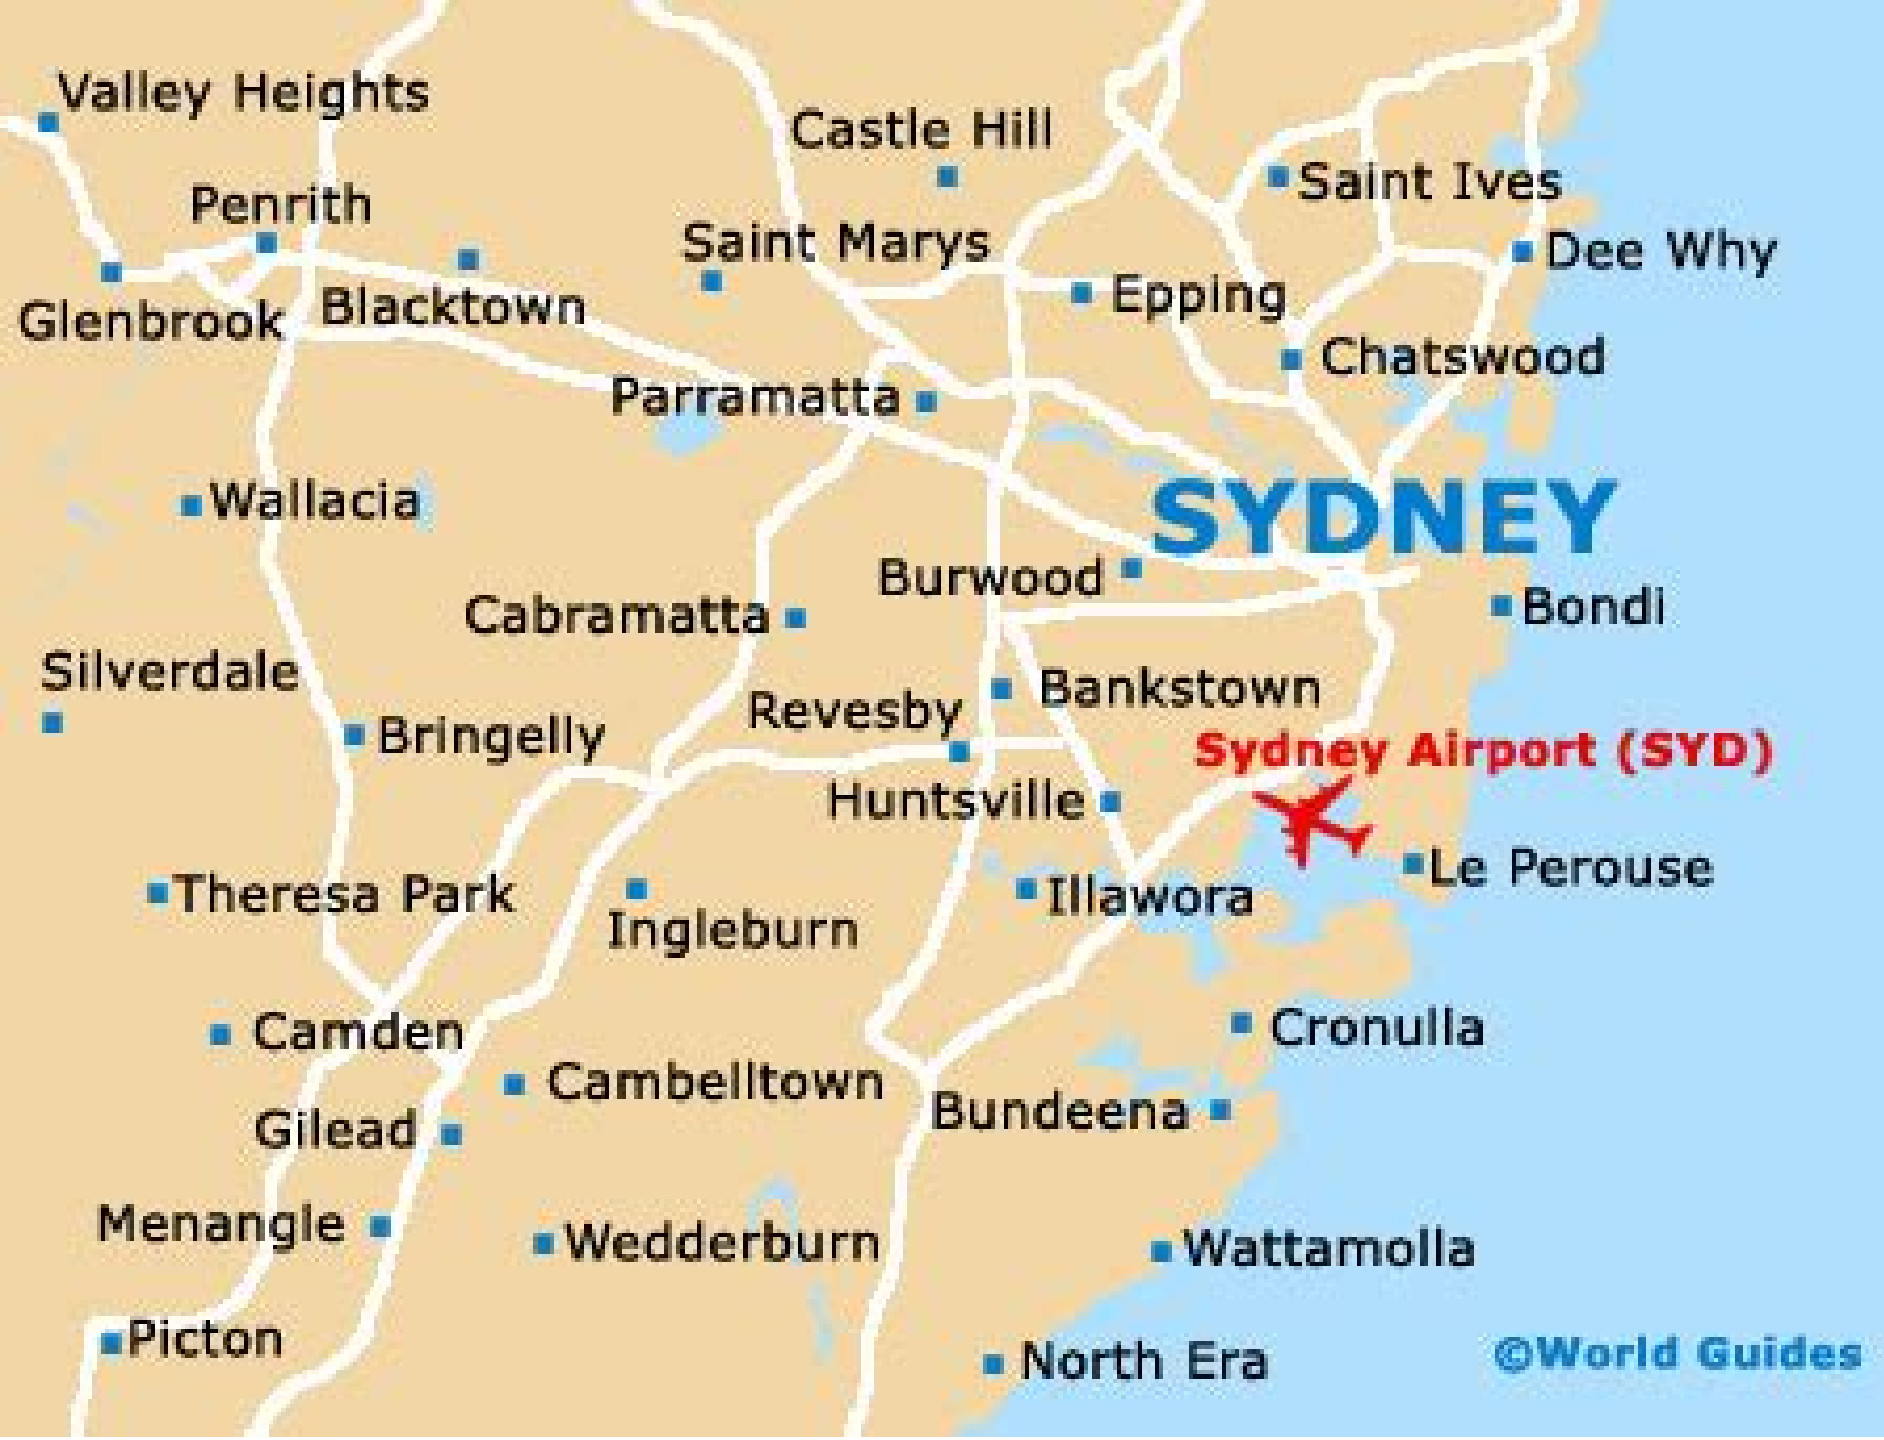 Valley Heights
Castle Hill
Saint Ives
Penrith
Saint Marys
Dee Why
Epping
Glenbrook
Blacktown
Chatswood
Parramatta
Wallacia
SYDNEY
Burwood
Cabramatta
Bondi
Silverdale
Bankstown
Revesby
Bringelly
Sydney Airport (SYD)
Huntsville
Le Perouse
Theresa Park
Illawora
Ingleburn
Camden
Cronulla
Cambelltown
Bundeena
Gilead
Menangle
Wedderburn
Wattamolla
Picton
North Era
©World Guides